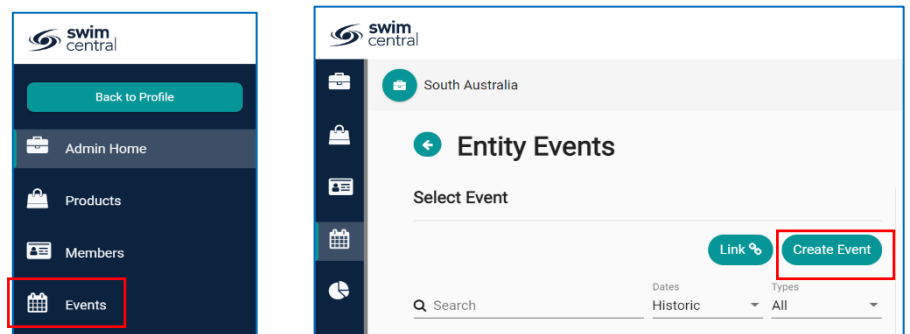 swim
central
Back to Profile
Admin Home
Products
Members
Events
swim
central
South Australia
Entity Events
Select Event
Link
Create Event
Dates
Types
Search
Historic
All